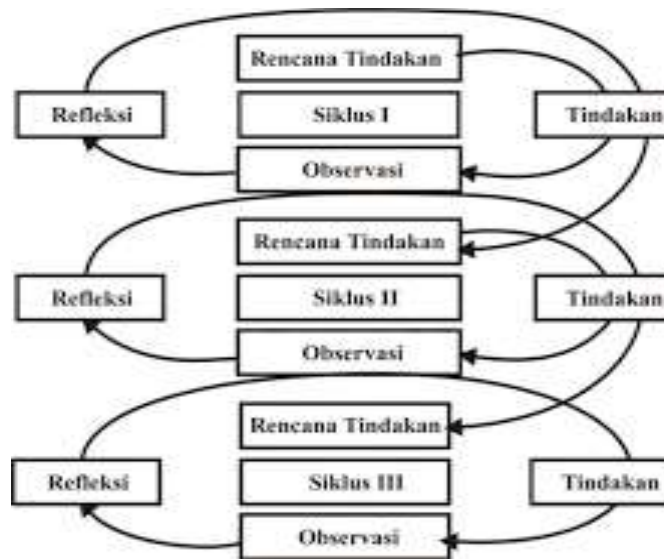 Rencana Tindakan
Refleksi
Siklus I
Tindakan
Observasi
Rencana Tindakan
Refleksi
Siklus II
Tindakan
Observasi
Rencana Tindakan
Refleksi
Siklus III
Tindakan
Observasi